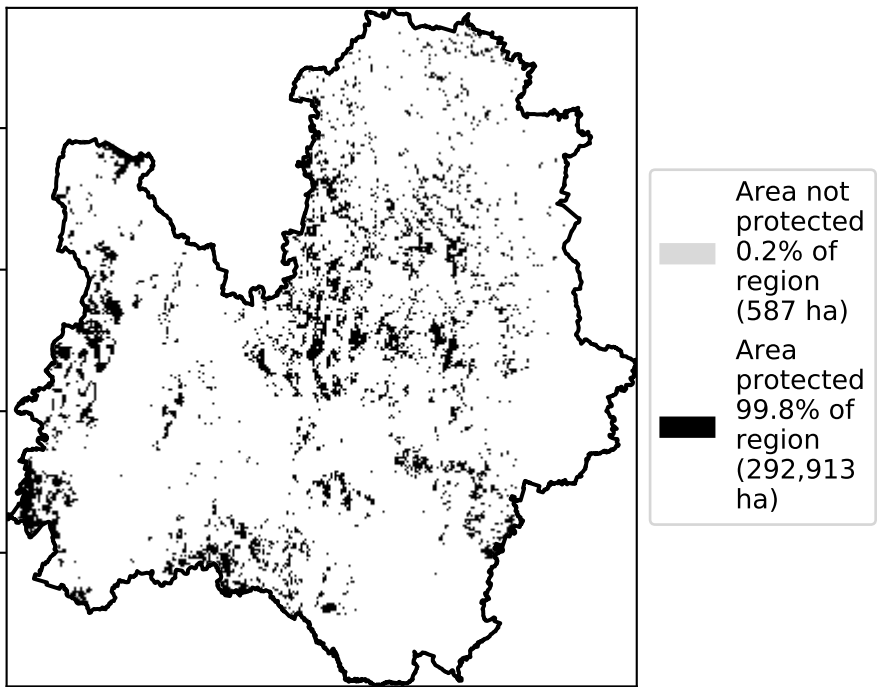 Area not
protected
0.2% of
region
(587 ha)
Area
protected
99.8% of
region
(292,913
ha)